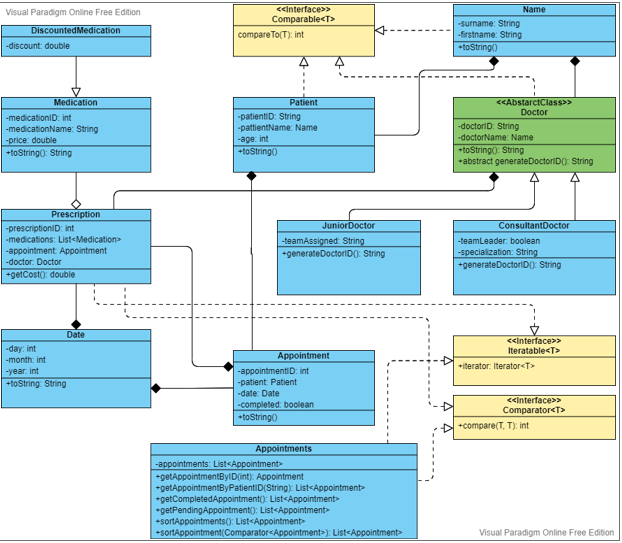 Visual Paradigm Online Free Edition
DiscountedMedication
-discount: double
<<Interface>>
Comparable<T>
compareTo(T): int
Name
-surname: String
-firstname: String
+toString()
Medication
-medicationID: int
-medicationName: String
-price: double
+toString(): String
Patient
-patientID: String
-pattientName: Name
-age: int
+toString()
<<AbstarctClass>>
Doctor
-doctorID: String
-doctorName: Name
+toString(): String
+abstract generateDoctorID(): String
Prescription
-prescriptionID: int
-medications: List<Medication>
-appointment: Appointment
-doctor: Doctor
+getCost(): double
JuniorDoctor
-teamAssigned: String
+generateDoctorID(): String
ConsultantDoctor
-teamLeader: boolean
-specialization: String
+generateDoctorID(): String
Date
-day: int
-month: int
-year: int
+toString: String
Appointment
-appointmentID: int
-patient: Patient
-date: Date
-completed: boolean
+toString()
<<Interface>>
Iteratable<T>
+iterator: Iterator<T>
<<Interface>>
Comparator<T>
+compare(T, T): int
Appointments
-appointments: List<Appointment>
+getAppointmentByID(int): Appointment
+getAppointmentByPatientID(String): List<Appointment>
+getCompletedAppointment(): List<Appointment>
+getPendingAppointment(): List<Appointment>
+sortAppointments(): List<Appointment>
+sortAppointment(Comparator<Appointment>): List<Appointment>
Visual Paradigm Online Free Edition